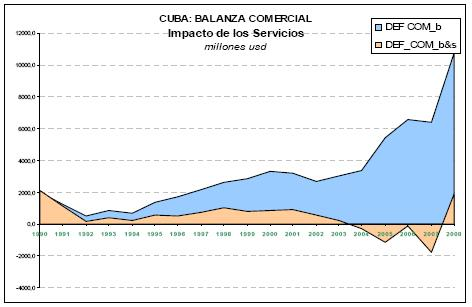 CUBA: BALANZA COMERCIAL
Impacto de los Servicios
millones usd
DEF COM_b
DEF_COM_b&s
12000,0
10000,0
8000,0
6000,0
4000,0
2000,0
0,0
-2000,0
-4000,0
1990 1991 1992 1993 1994 1995 1996 1997 1998 1999 2000 2001 2002 2003 2004 2005 2006 2007 2008